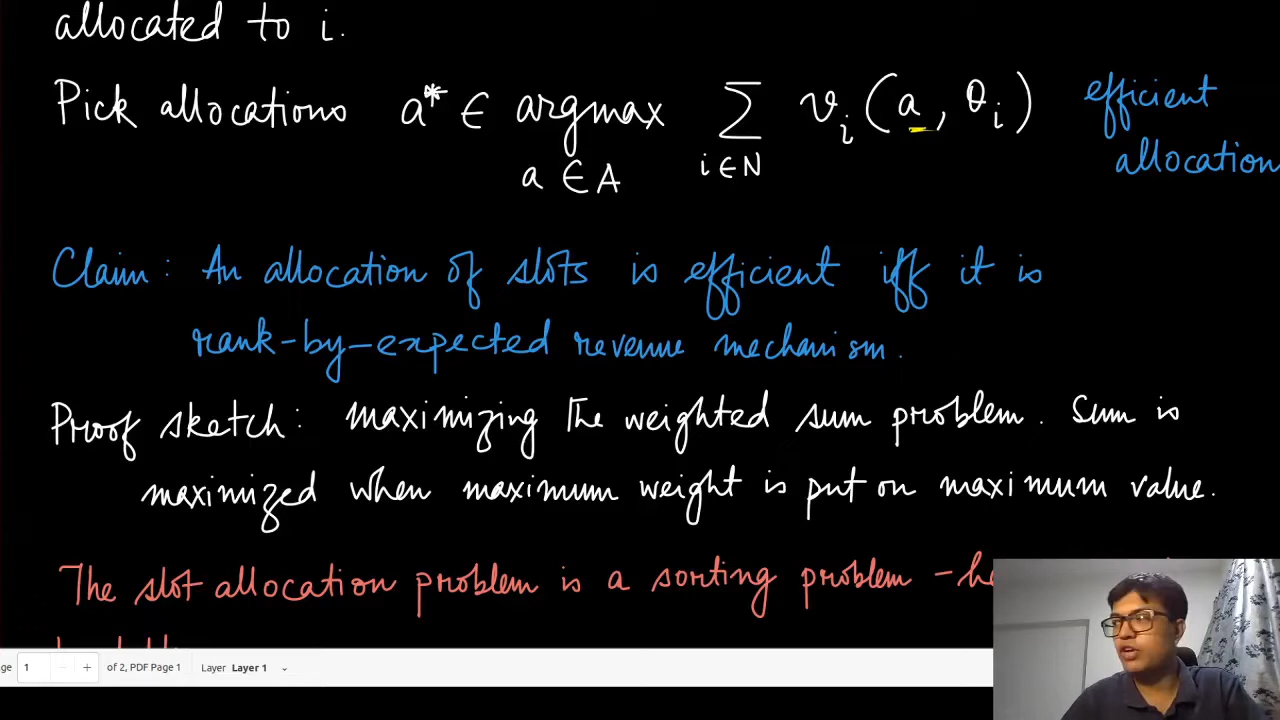 allocated to i.
Pick allocations a* ∈ argmax ∑ v_i (a, θ_i) efficient
a ∈ A i ∈ N allocation
Claim: An allocation of slots is efficient iff it is
rank-by-expected revenue mechanism.
Proof sketch: maximizing the weighted sum problem. Sum is
maximized when maximum weight is put on maximum value.
The slot allocation problem is a sorting problem -
1 of 2, PDF Page 1 Layer Layer 1